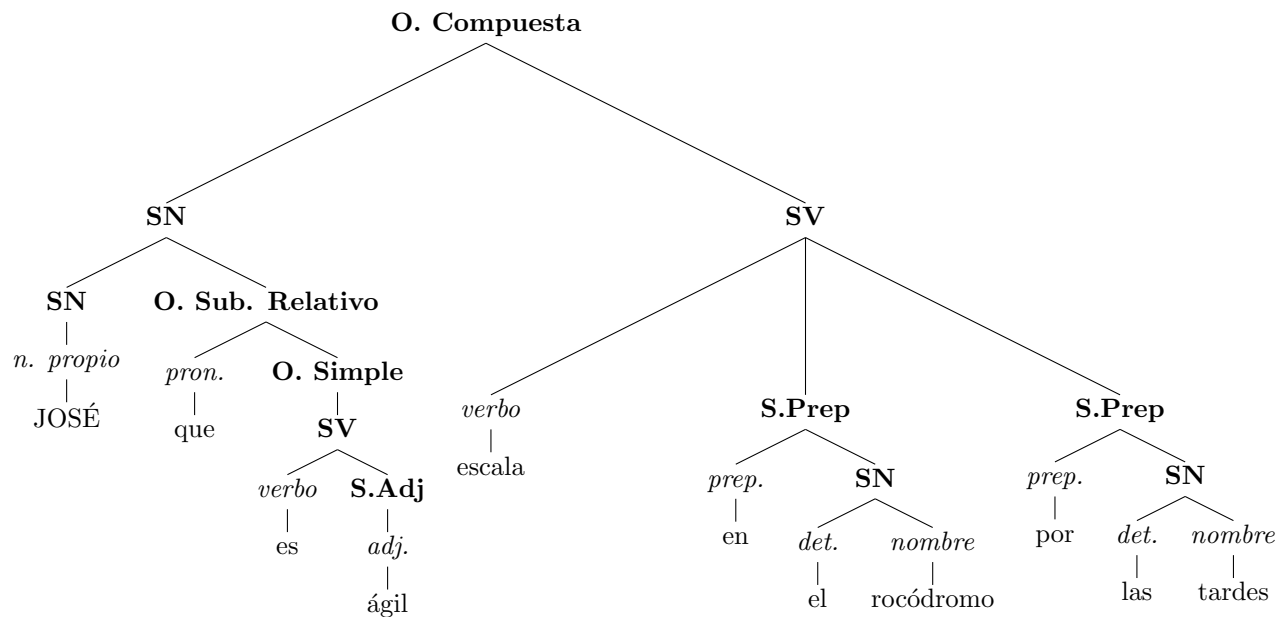 O. Compuesta
SN SV
SN O. Sub. Relativo
n. propio pron. O. Simple verbo S.Prep S.Prep
JOSÉ que SV escala prep. SN prep. SN
verbo S.Adj en det. nombre por det. nombre
es adj. el rocódromo las tardes
ágil